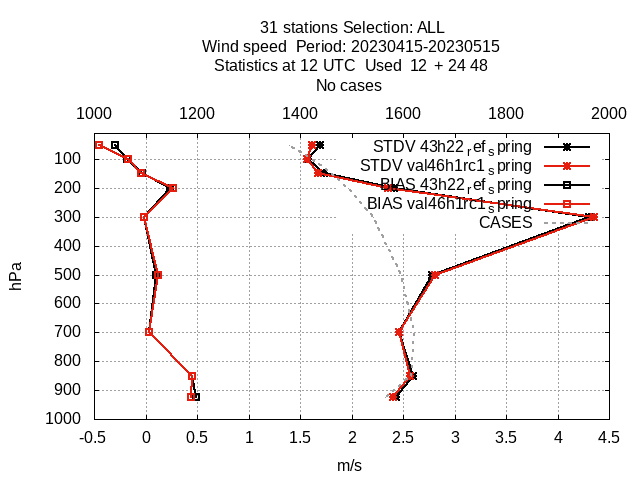 31 stations Selection: ALL
Wind speed  Period: 20230415-20230515
Statistics at 12 UTC  Used  12  + 24 48
No cases
1000 1200 1400 1600 1800 2000
STDV 43h22_ref_spring
STDV val46h1rc1_spring
BIAS 43h22_ref_spring
BIAS val46h1rc1_spring
CASES
100
200
300
400
500
600
700
800
900
1000
hPa
-0.5 0 0.5 1 1.5 2 2.5 3 3.5 4 4.5
m/s